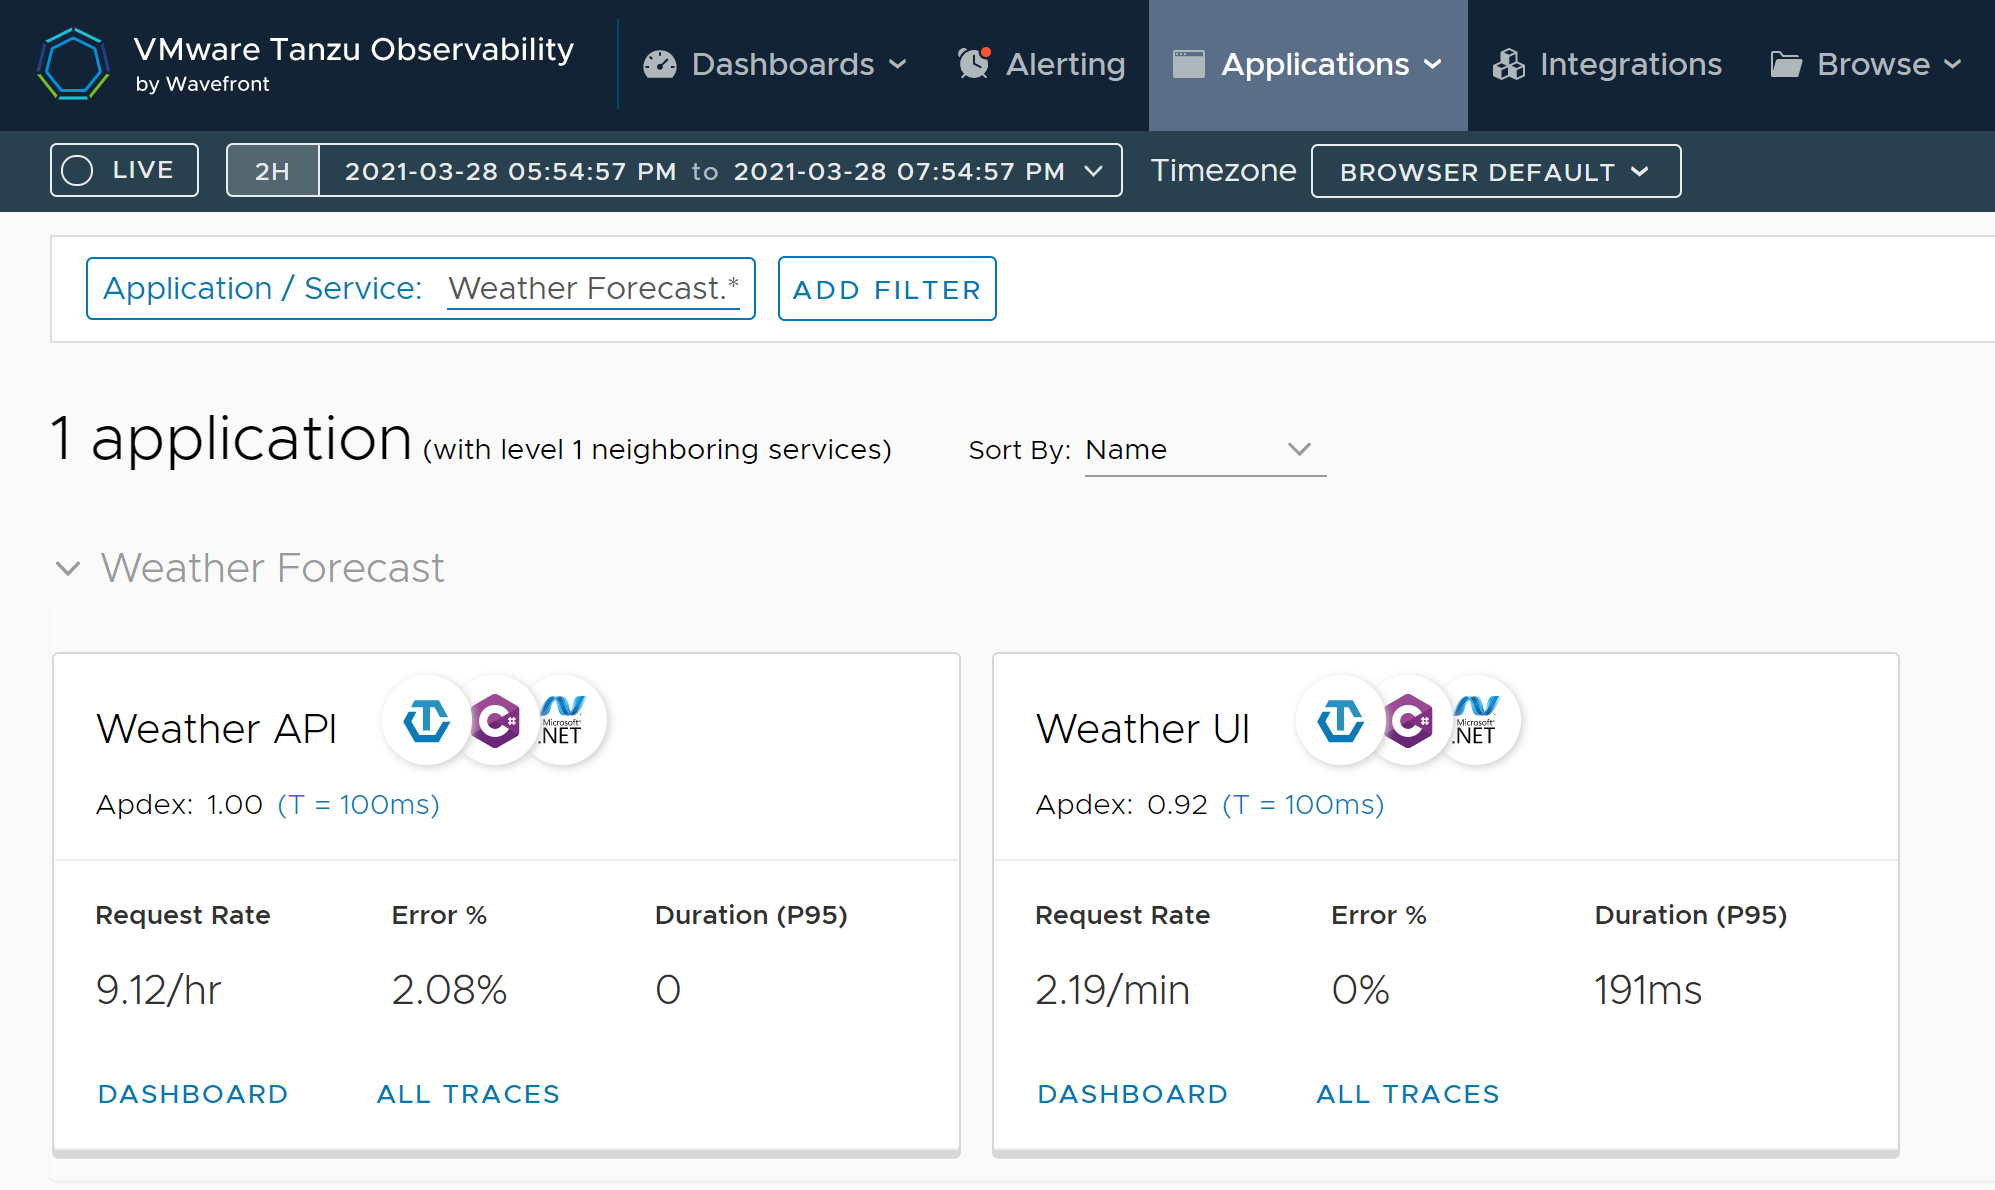 VMware Tanzu Observability
by Wavefront
Dashboards
Alerting
Applications
Integrations
Browse
LIVE
2H
2021-03-28 05:54:57 PM to 2021-03-28 07:54:57 PM
Timezone
BROWSER DEFAULT
Application / Service: Weather Forecast.*
ADD FILTER
1 application (with level 1 neighboring services)
Sort By: Name
Weather Forecast
Weather API
C#
Microsoft
.NET
Apdex: 1.00 (T = 100ms)
Request Rate
Error %
Duration (P95)
9.12/hr
2.08%
0
DASHBOARD
ALL TRACES
Weather UI
C#
Microsoft
.NET
Apdex: 0.92 (T = 100ms)
Request Rate
Error %
Duration (P95)
2.19/min
0%
191ms
DASHBOARD
ALL TRACES